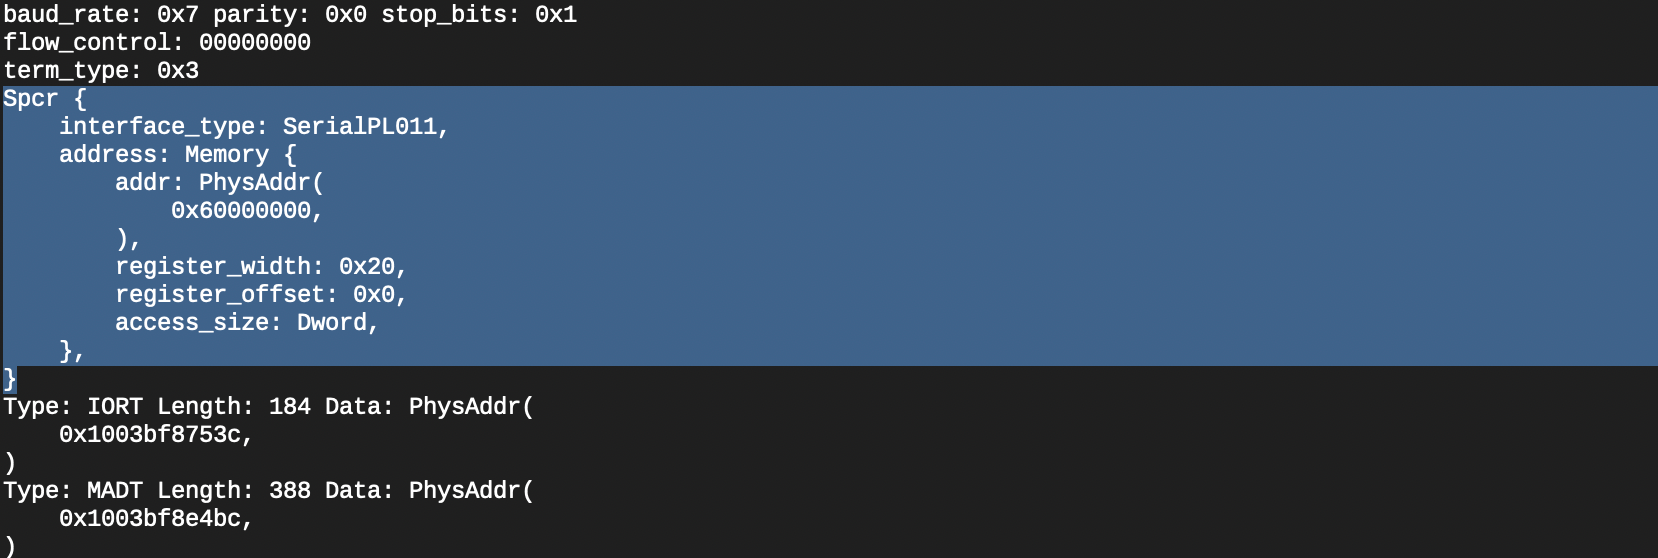 baud_rate: 0x7 parity: 0x0 stop_bits: 0x1
flow_control: 00000000
term_type: 0x3
Spcr {
    interface_type: SerialPL011,
    address: Memory {
        addr: PhysAddr(
            0x60000000,
        ),
        register_width: 0x20,
        register_offset: 0x0,
        access_size: Dword,
    },
}
Type: IORT Length: 184 Data: PhysAddr(
    0x1003bf8753c,
)
Type: MADT Length: 388 Data: PhysAddr(
    0x1003bf8e4bc,
)